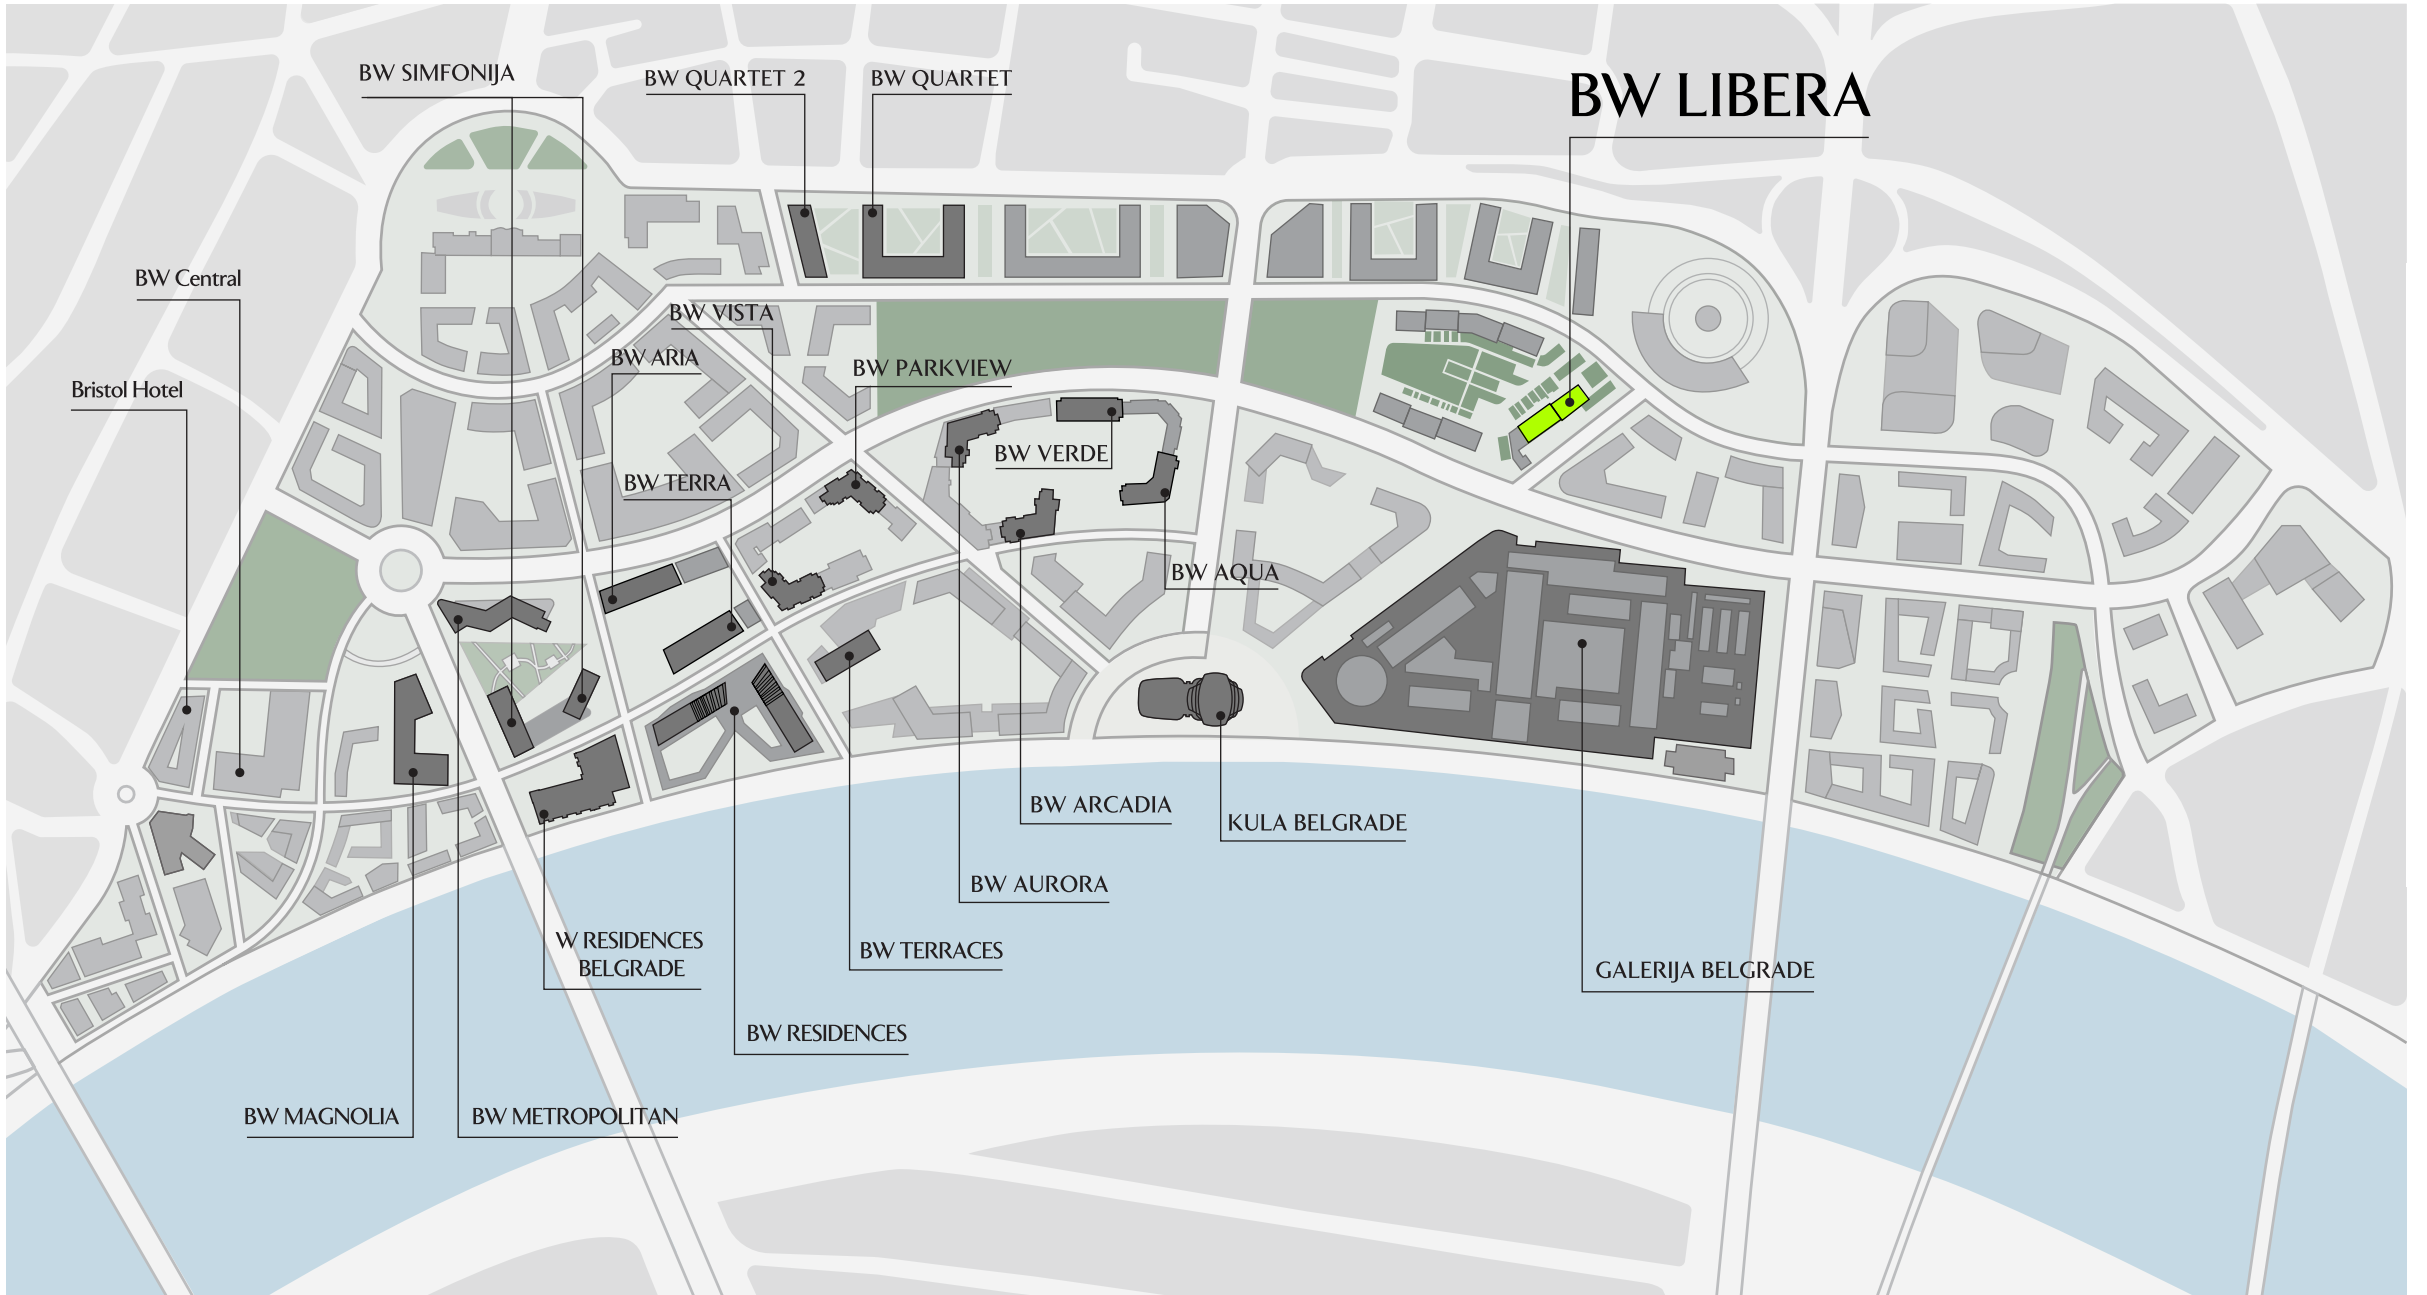 BW SIMFONIJA
BW QUARTET 2
BW QUARTET
BW LIBERA
BW Central
BW VISTA
BW ARIA
BW PARKVIEW
Bristol Hotel
BW VERDE
BW TERRA
BW AQUA
BW ARCADIA
KULA BELGRADE
BW AURORA
W RESIDENCES
BELGRADE
BW TERRACES
GALERIJA BELGRADE
BW RESIDENCES
BW MAGNOLIA
BW METROPOLITAN